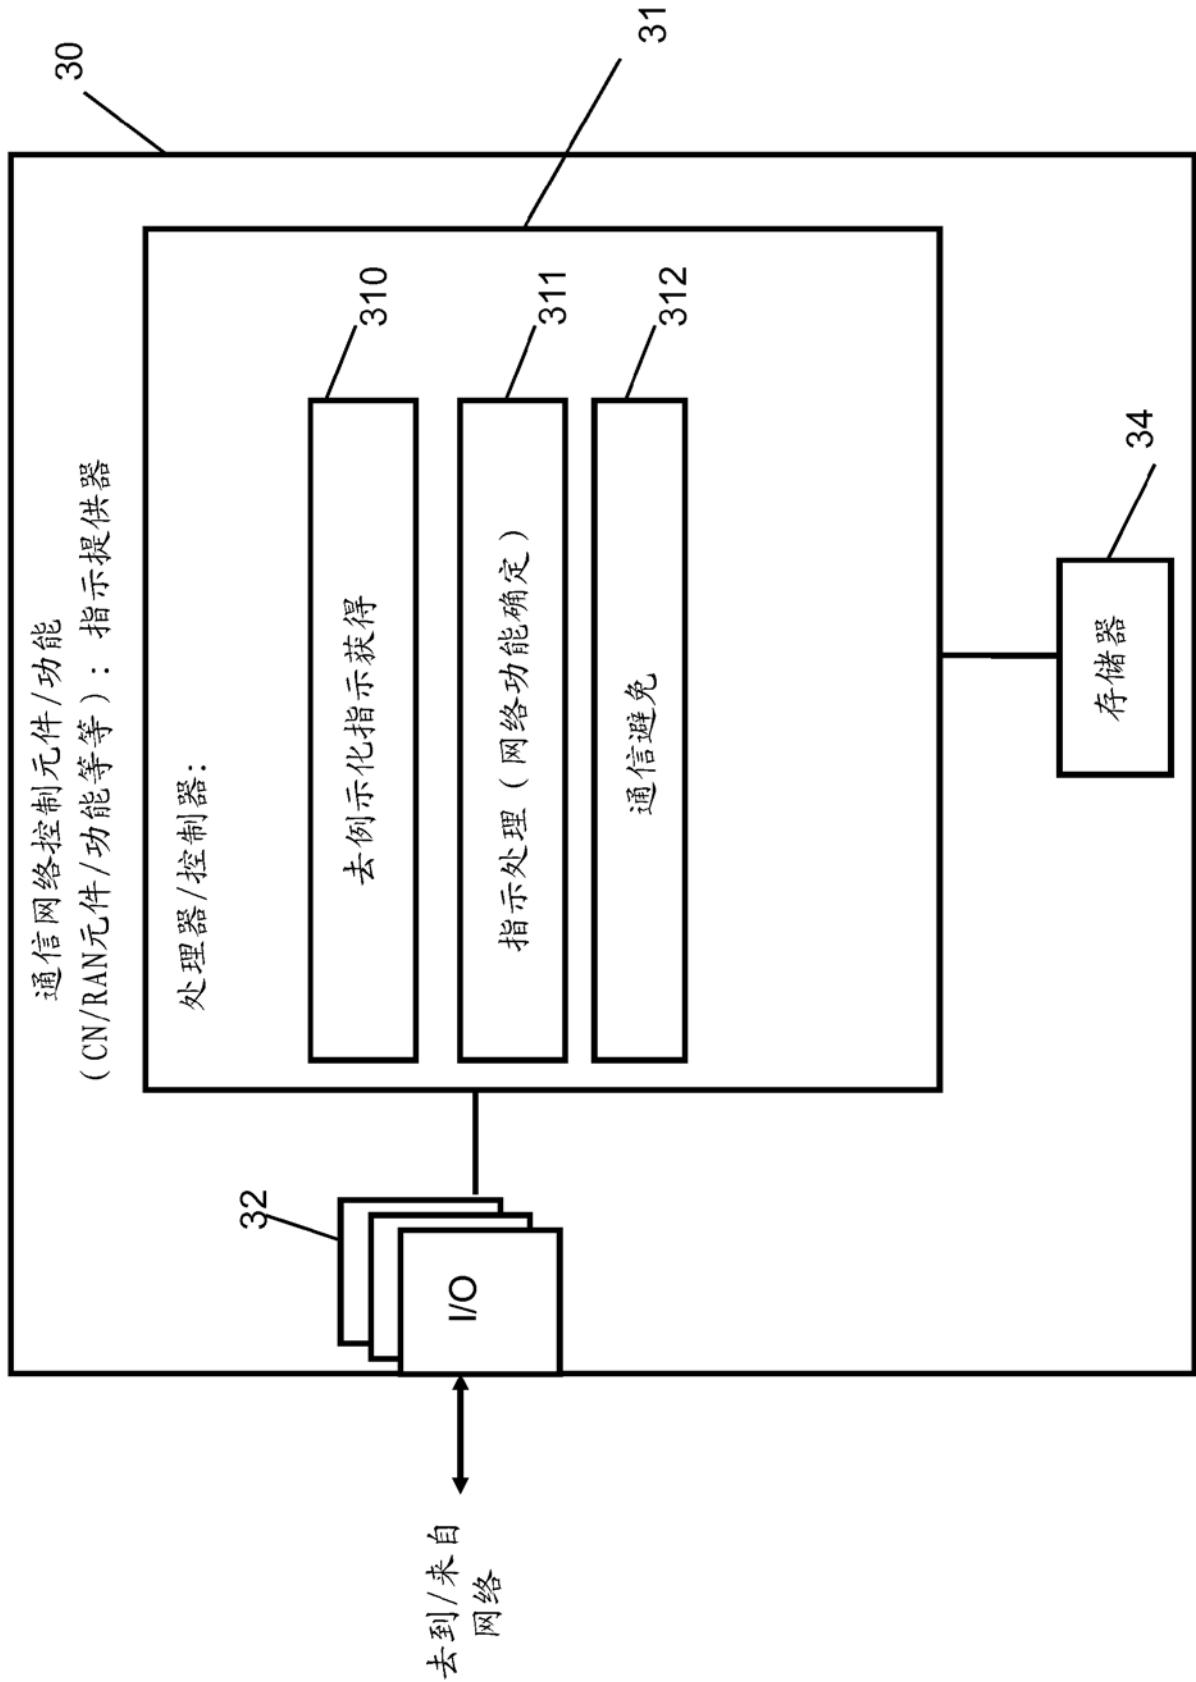 30
通信网络控制元件/功能
(CN/RAN元件/功能等等): 指示提供器
31
处理器/控制器:
310
去例示化指示获得
311
指示处理(网络功能确定)
312
通信避免
32
I/O
去到/来自
网络
34
存储器